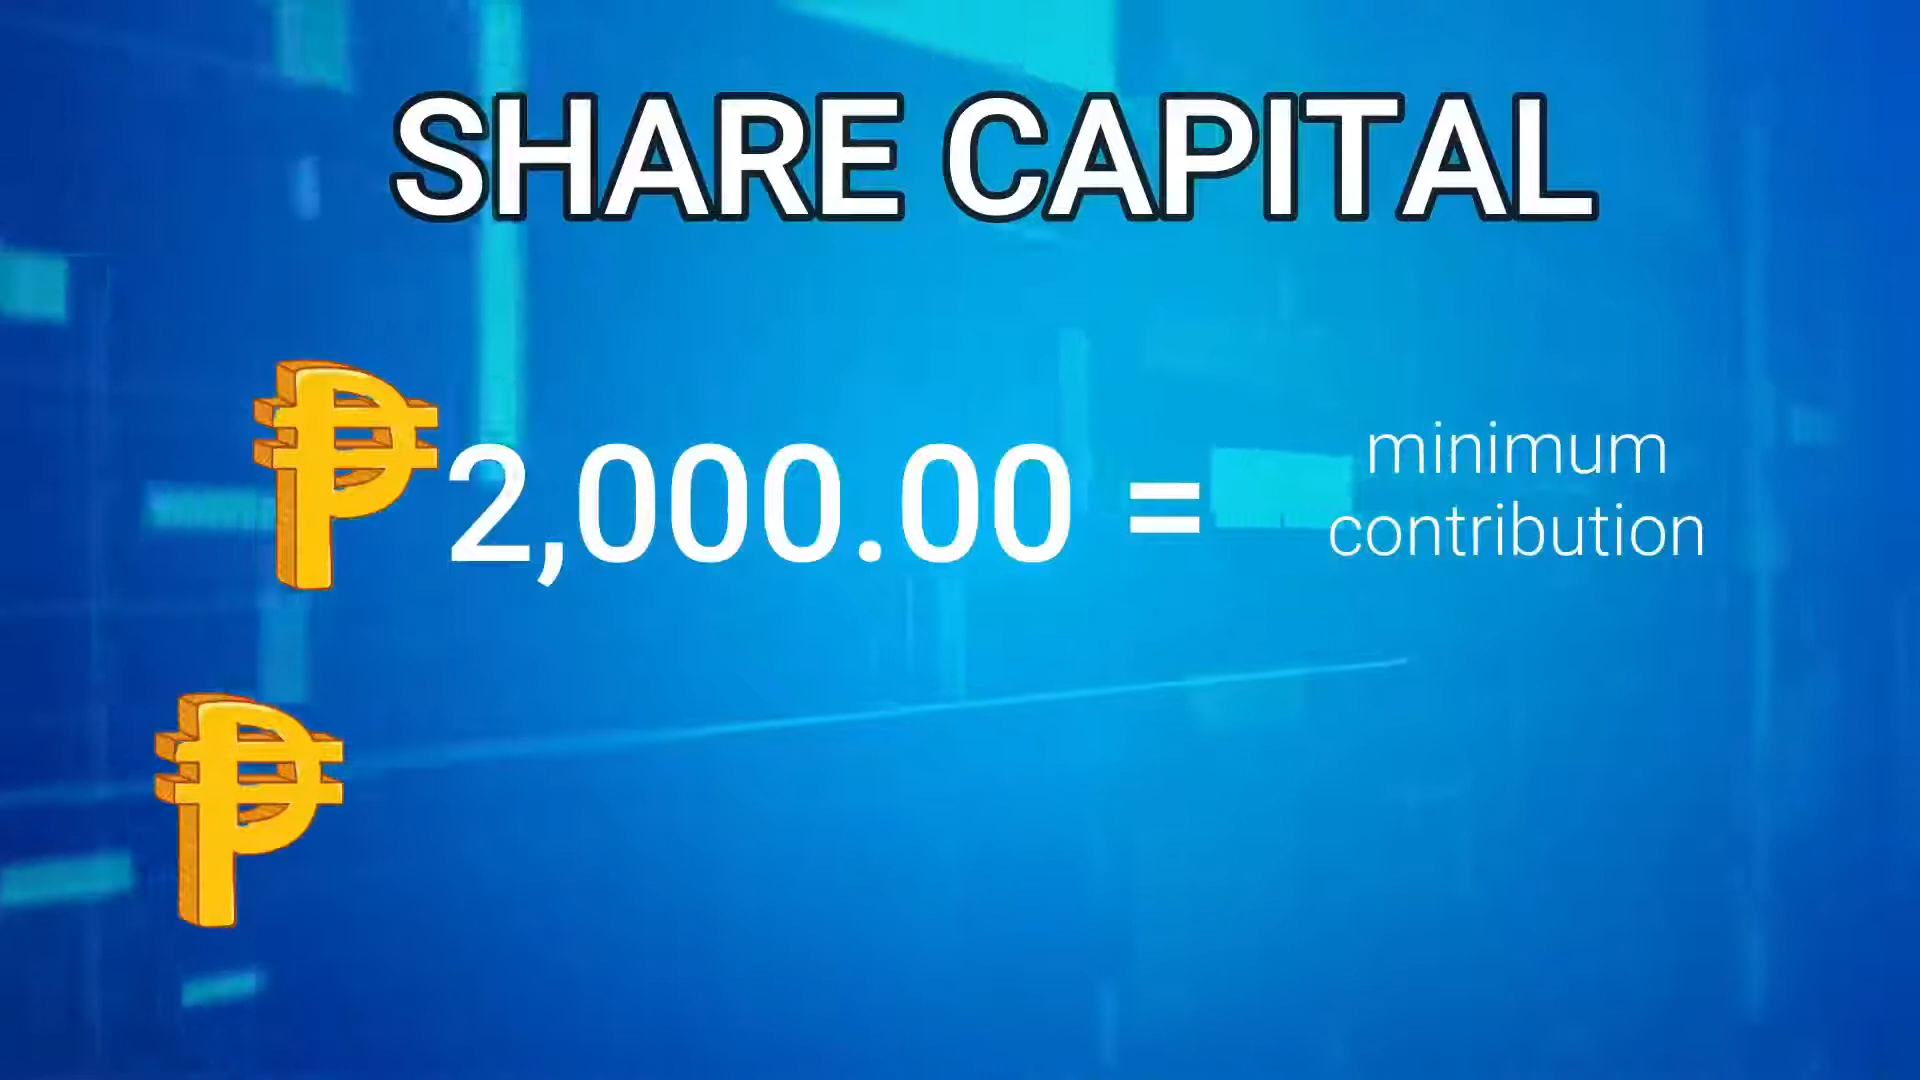 SHARE CAPITAL
₱2,000.00 = minimum contribution
₱